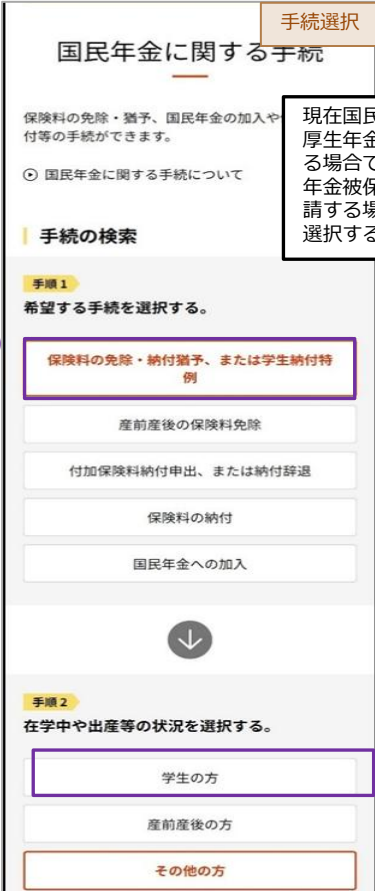 手続選択
国民年金に関する手続
保険料の免除・猶予、国民年金の加入や
付等の手続ができます。
現在国民
厚生年金
る場合で
年金被保
請する場
選択する
国民年金に関する手続について
手続の検索
手順1
希望する手続を選択する。
保険料の免除・納付猶予、または学生納付特
例
産前産後の保険料免除
付加保険料納付申出、または納付辞退
保険料の納付
国民年金への加入
手順2
在学中や出産等の状況を選択する。
学生の方
産前産後の方
その他の方